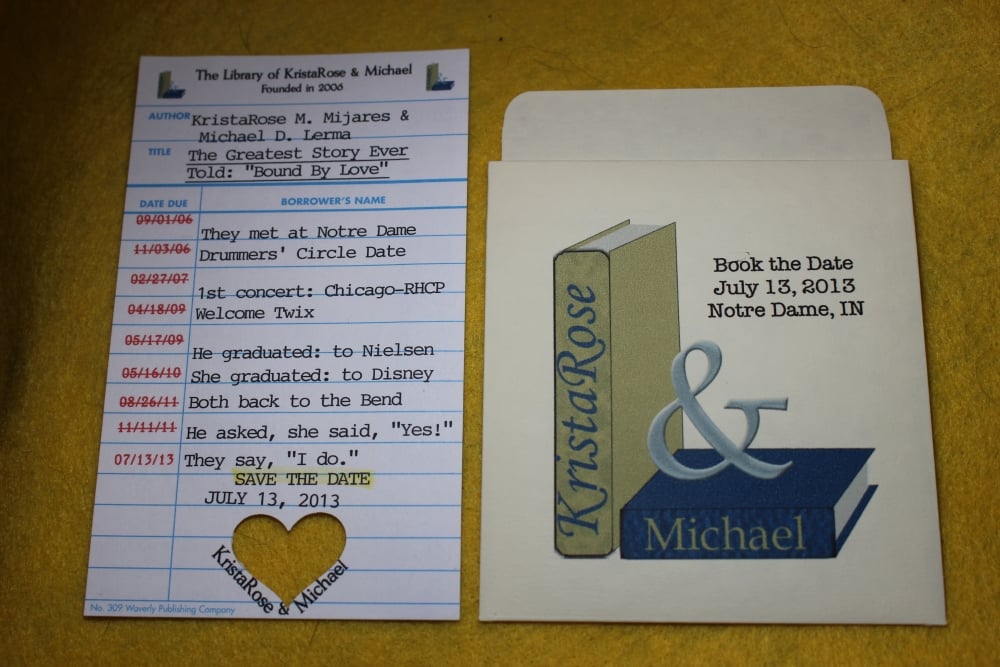 The Library of KristaRose & Michael
Founded in 2006
AUTHOR KristaRose M. Mijares &
Michael D. Lerma
TITLE The Greatest Story Ever
Told: "Bound By Love"
DATE DUE BORROWER'S NAME
09/01/06 They met at Notre Dame
11/03/06 Drummers' Circle Date
02/27/07 1st concert: Chicago-RHCP
04/18/09 Welcome Twix
05/17/09 He graduated: to Nielsen
05/16/10 She graduated: to Disney
08/26/11 Both back to the Bend
11/11/11 He asked, she said, "Yes!"
07/13/13 They say, "I do."
SAVE THE DATE
JULY 13, 2013
KristaRose & Michael
No. 309 Waverly Publishing Company
Book the Date
July 13, 2013
Notre Dame, IN
KristaRose
&
Michael